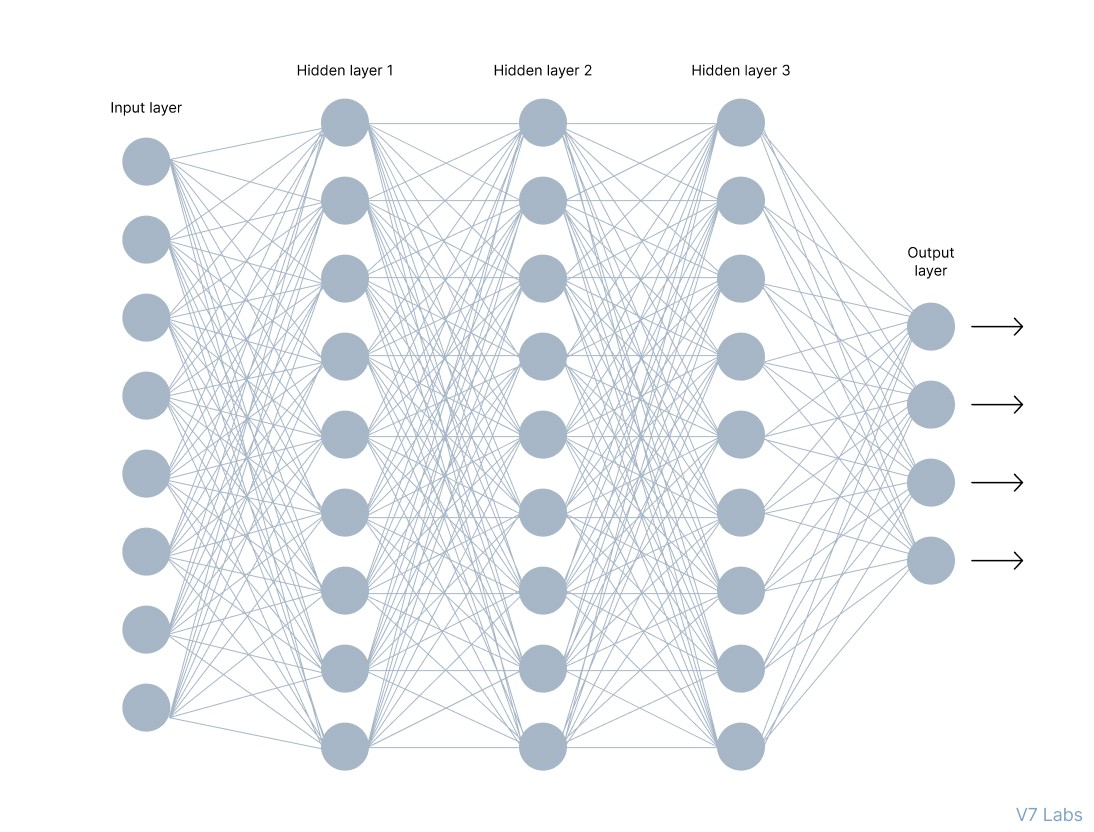 Hidden layer 1
Hidden layer 2
Hidden layer 3
Input layer
Output
layer
V7 Labs